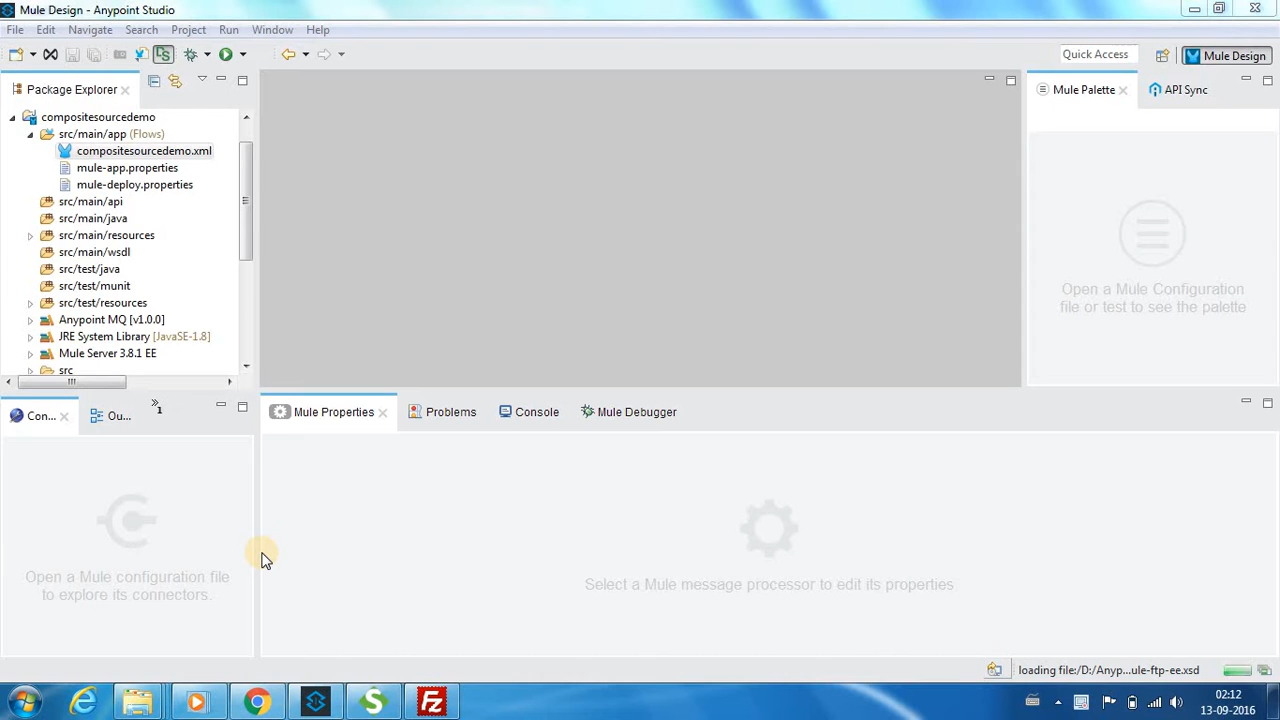 Mule Design - Anypoint Studio
File Edit Navigate Search Project Run Window Help
Quick Access
Mule Design
Package Explorer
compositesourcedemo
src/main/app (Flows)
compositesourcedemo.xml
mule-app.properties
mule-deploy.properties
src/main/api
src/main/java
src/main/resources
src/main/wsdl
src/test/java
src/test/munit
src/test/resources
Anypoint MQ [v1.0.0]
JRE System Library [JavaSE-1.8]
Mule Server 3.8.1 EE
src
Mule Palette
API Sync
Open a Mule Configuration
file or test to see the palette
Con...
Ou...
»1
Open a Mule configuration file
to explore its connectors.
Mule Properties
Problems
Console
Mule Debugger
Select a Mule message processor to edit its properties
loading file:/D:/Anyp...ule-ftp-ee.xsd
02:12
13-09-2016